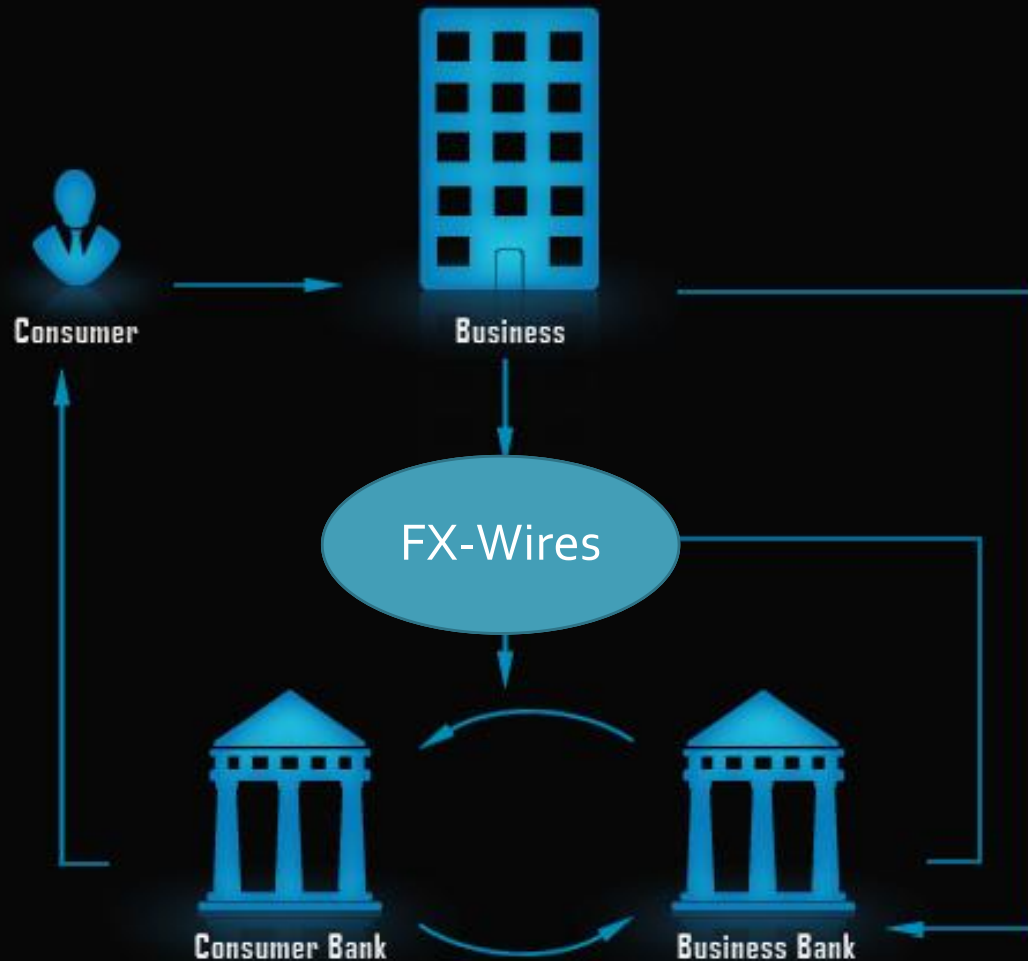 Consumer
Business
FX-Wires
Consumer Bank
Business Bank